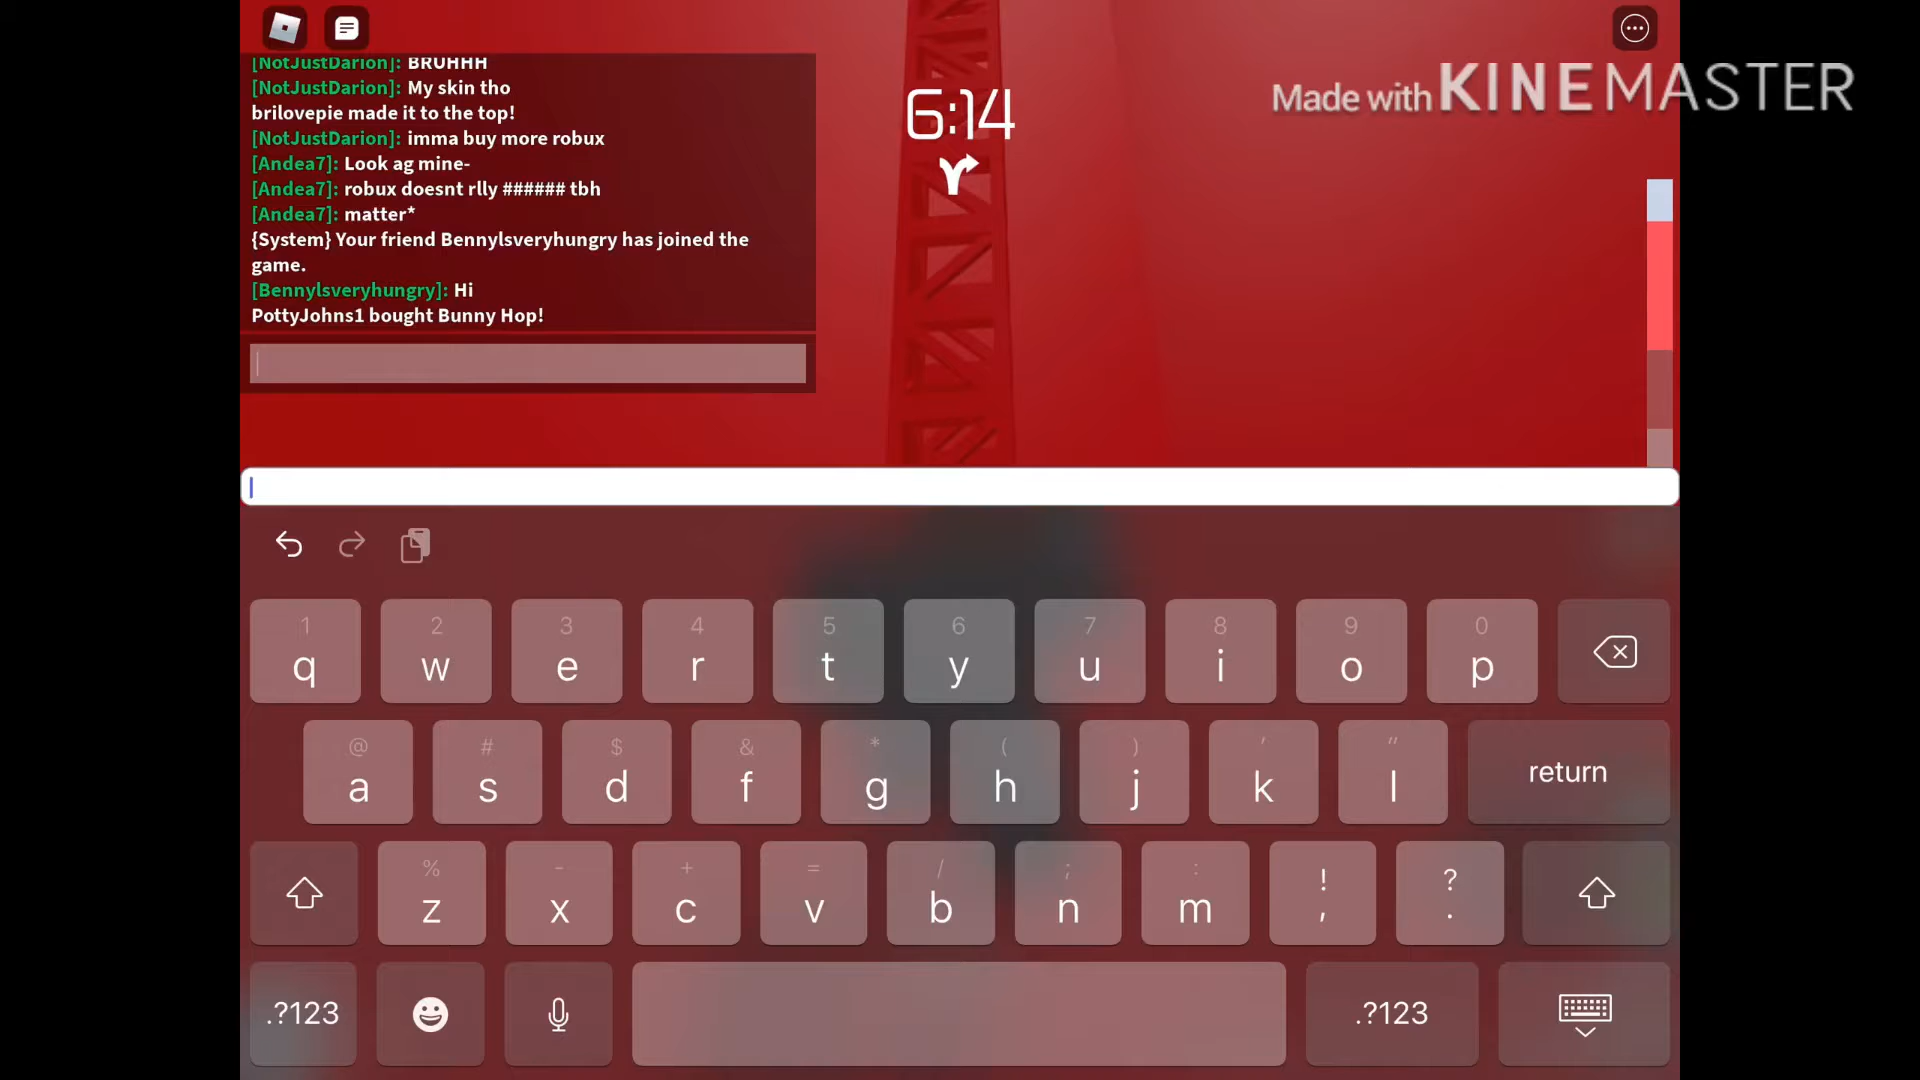 [NotJustDarion]: BRUHHH
[NotJustDarion]: My skin tho
brilovepie made it to the top!
[NotJustDarion]: imma buy more robux
[Andea7]: Look ag mine-
[Andea7]: robux doesnt rlly ###### tbh
[Andea7]: matter*
{System} Your friend Bennylsveryhungry has joined the
game.
[Bennylsveryhungry]: Hi
PottyJohns1 bought Bunny Hop!
6:14
Made with KINEMASTER
1 2 3 4 5 6 7 8 9 0
q w e r t y u i o p
@ # $ & * ( ) ' "
a s d f g h j k l return
% - + = / ; : ! ?
z x c v b n m , .
.?123 .?123